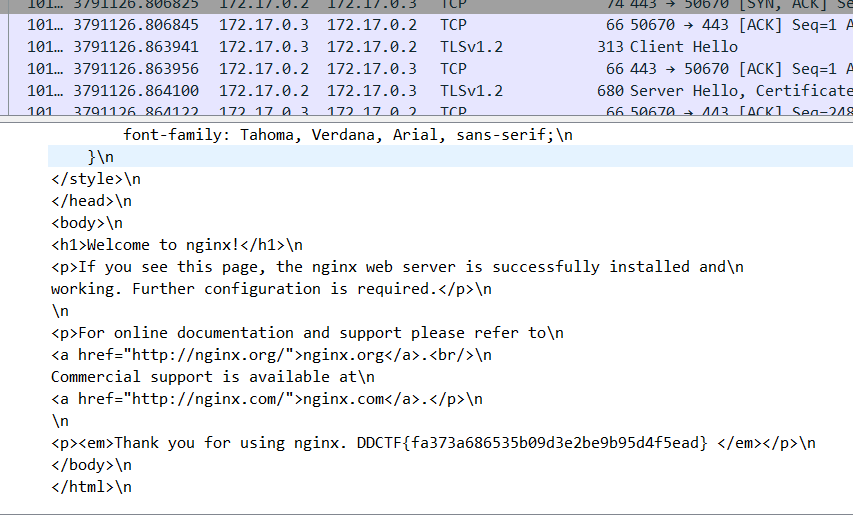 101… 3791126.806825 172.17.0.2 172.17.0.3 TCP 74 443 → 50670 [SYN, ACK] Se
101… 3791126.806845 172.17.0.3 172.17.0.2 TCP 66 50670 → 443 [ACK] Seq=1 A
101… 3791126.863941 172.17.0.3 172.17.0.2 TLSv1.2 313 Client Hello
101… 3791126.863956 172.17.0.2 172.17.0.3 TCP 66 443 → 50670 [ACK] Seq=1 A
101… 3791126.864100 172.17.0.2 172.17.0.3 TLSv1.2 680 Server Hello, Certificate
101… 3791126.864122 172.17.0.3 172.17.0.2 TCP 66 50670 → 443 [ACK] Seq=248
font-family: Tahoma, Verdana, Arial, sans-serif;\n
}\n
</style>\n
</head>\n
<body>\n
<h1>Welcome to nginx!</h1>\n
<p>If you see this page, the nginx web server is successfully installed and\n
working. Further configuration is required.</p>\n
\n
<p>For online documentation and support please refer to\n
<a href="http://nginx.org/">nginx.org</a>.<br/>\n
Commercial support is available at\n
<a href="http://nginx.com/">nginx.com</a>.</p>\n
\n
<p><em>Thank you for using nginx. DDCTF{fa373a686535b09d3e2be9b95d4f5ead} </em></p>\n
</body>\n
</html>\n